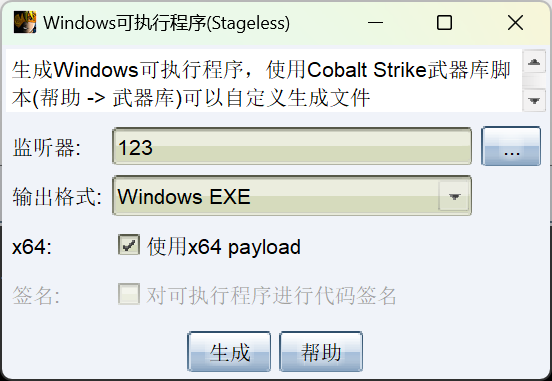 Windows可执行程序(Stageless)
生成Windows可执行程序，使用Cobalt Strike武器库脚
本(帮助 -> 武器库)可以自定义生成文件
监听器: 123 ...
输出格式: Windows EXE
x64: 使用x64 payload
签名: 对可执行程序进行代码签名
生成 帮助